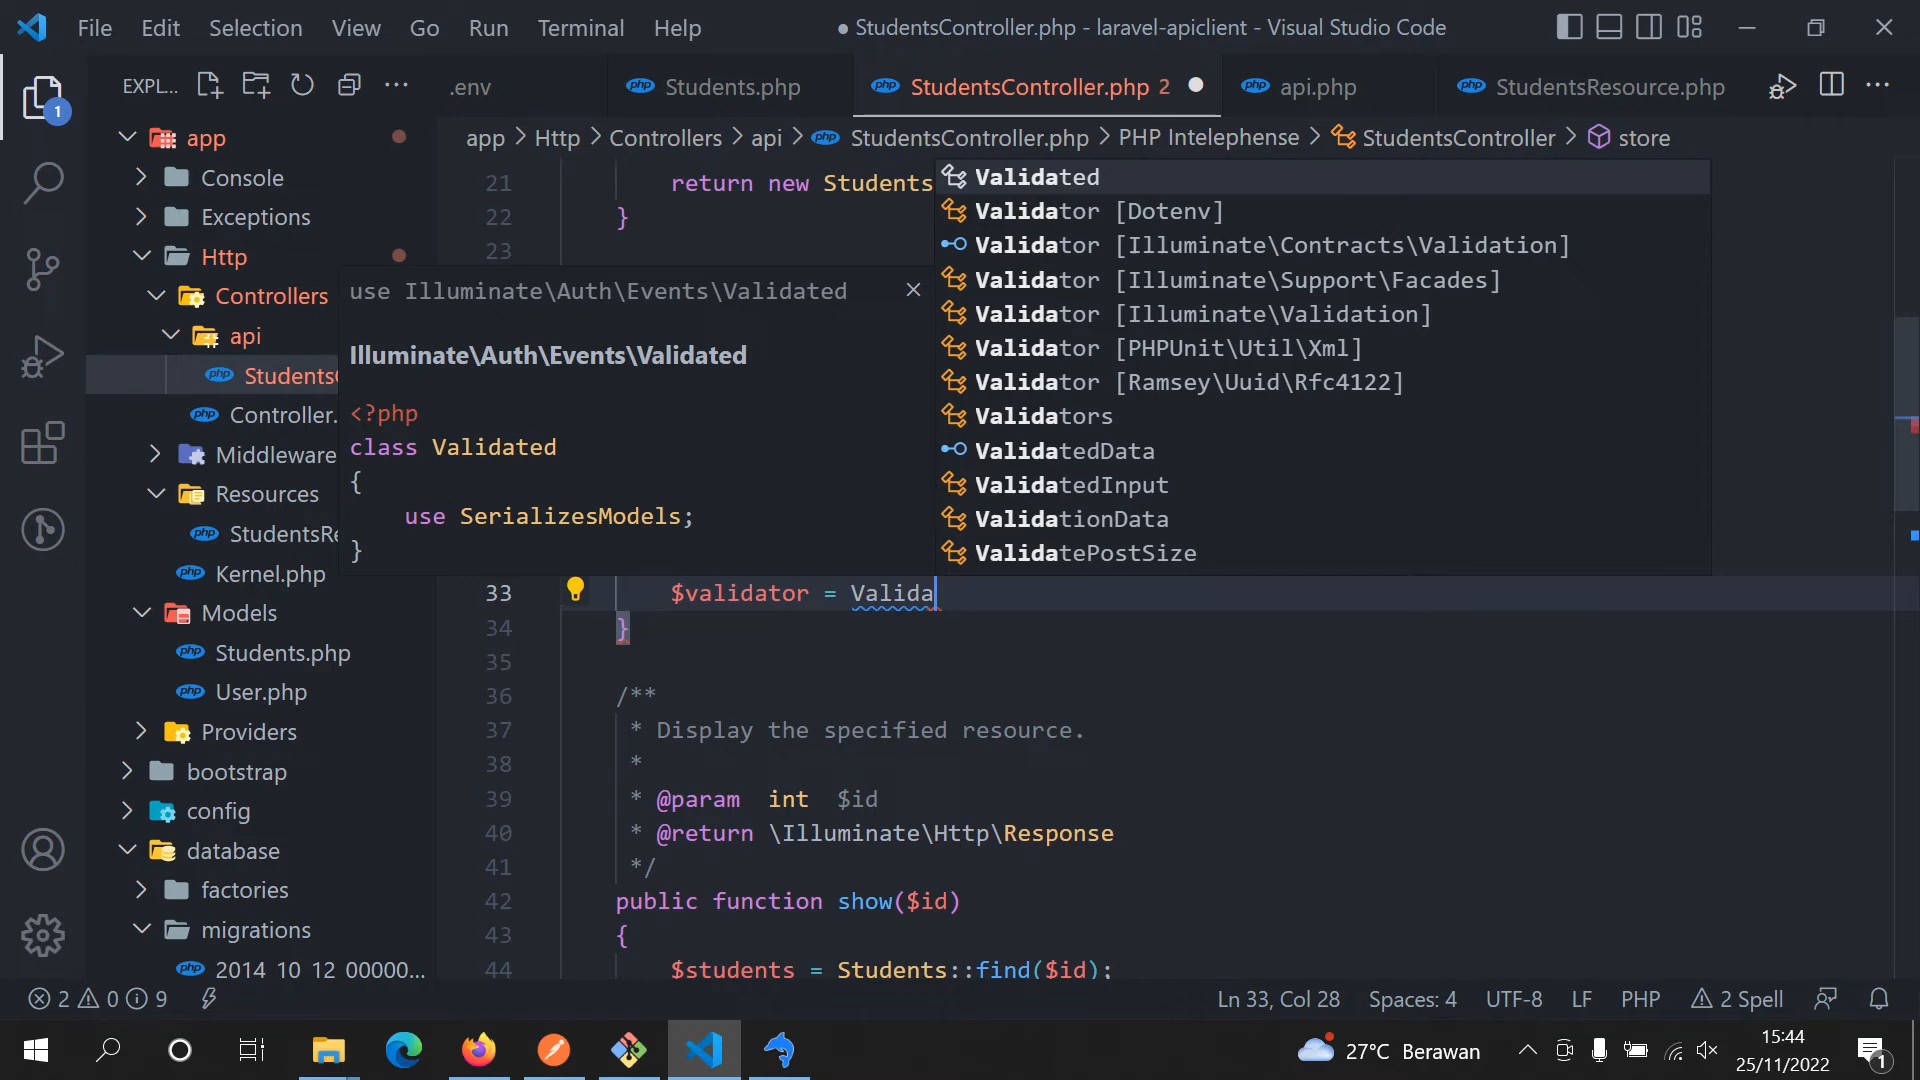 File Edit Selection View Go Run Terminal Help
● StudentsController.php - laravel-apiclient - Visual Studio Code
EXPL...
.env
Students.php
StudentsController.php 2
api.php
StudentsResource.php
app > Http > Controllers > api > StudentsController.php > PHP Intelephense > StudentsController > store
1
app
Console
Exceptions
Http
Controllers
api
Students
Controller.
Middleware
Resources
StudentsRe
Kernel.php
Models
Students.php
User.php
Providers
bootstrap
config
database
factories
migrations
2014_10_12_00000...
21 return new Students
22 }
23
use Illuminate\Auth\Events\Validated
Illuminate\Auth\Events\Validated
<?php
class Validated
{
use SerializesModels;
}
Validated
Validator [Dotenv]
Validator [Illuminate\Contracts\Validation]
Validator [Illuminate\Support\Facades]
Validator [Illuminate\Validation]
Validator [PHPUnit\Util\Xml]
Validator [Ramsey\Uuid\Rfc4122]
Validators
ValidatedData
ValidatedInput
ValidationData
ValidatePostSize
33 $validator = Valida
34 }
35
36 /**
37 * Display the specified resource.
38 *
39 * @param int $id
40 * @return \Illuminate\Http\Response
41 */
42 public function show($id)
43 {
44 $students = Students::find($id);
2 0 9
Ln 33, Col 28 Spaces: 4 UTF-8 LF PHP 2 Spell
27°C Berawan
15:44
25/11/2022
1